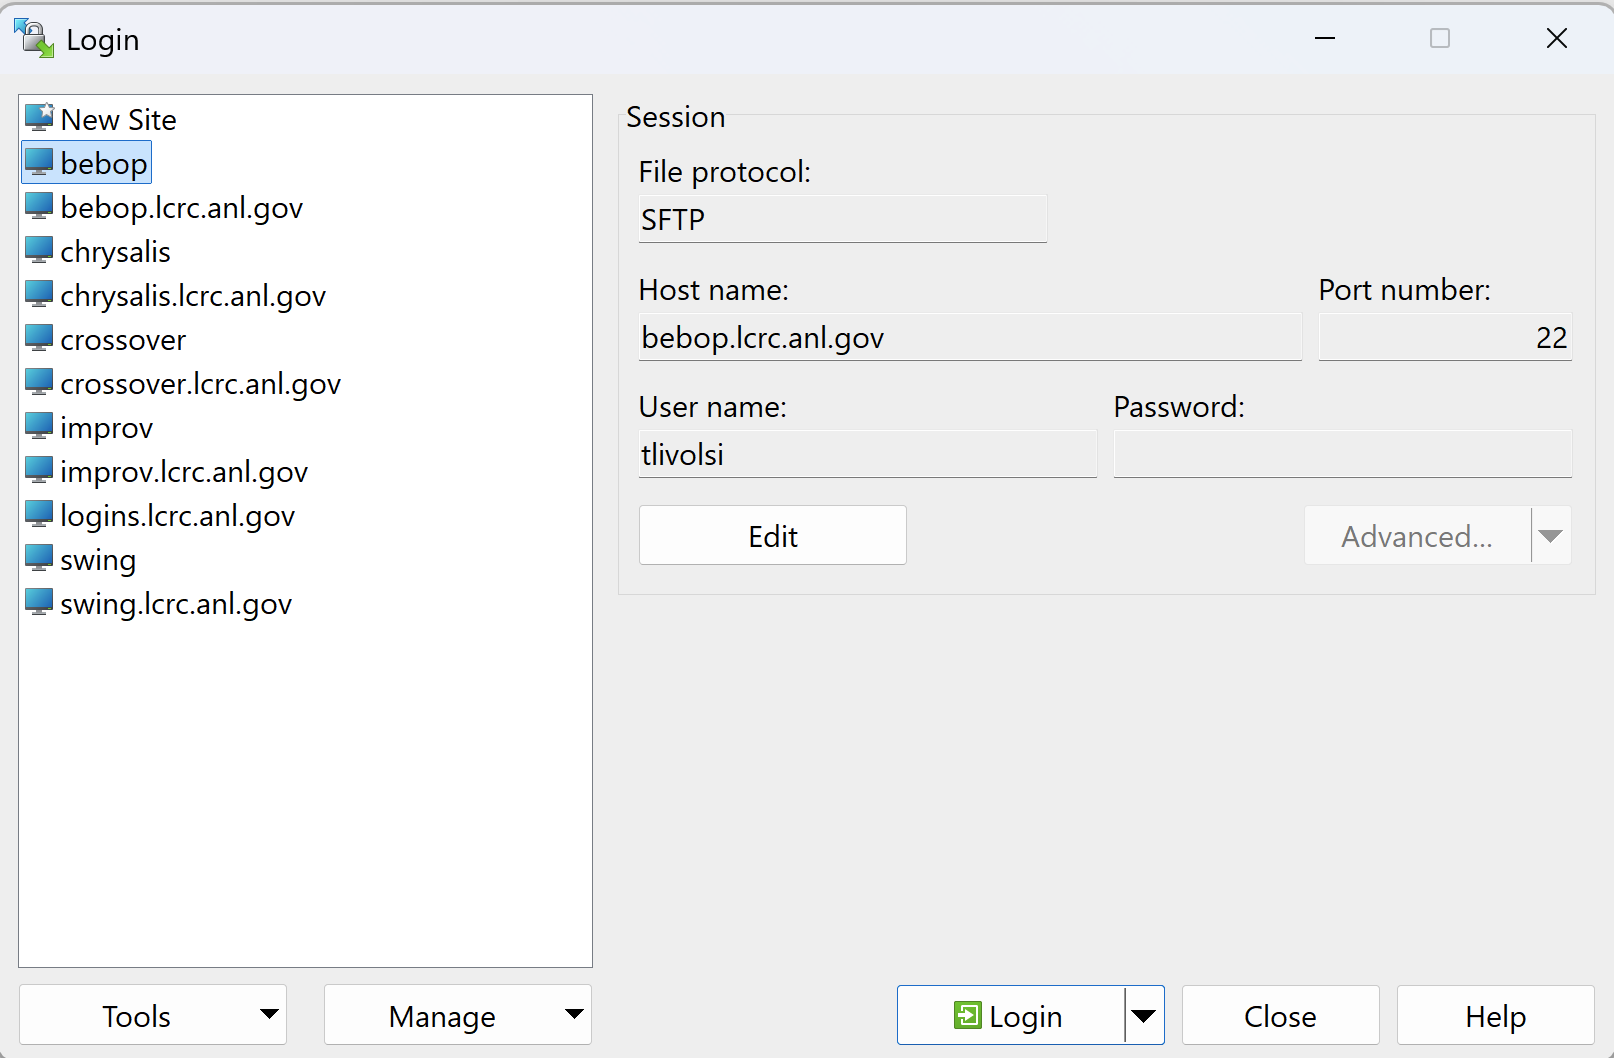 Login
New Site
bebop
bebop.lcrc.anl.gov
chrysalis
chrysalis.lcrc.anl.gov
crossover
crossover.lcrc.anl.gov
improv
improv.lcrc.anl.gov
logins.lcrc.anl.gov
swing
swing.lcrc.anl.gov
Session
File protocol:
SFTP
Host name: Port number:
bebop.lcrc.anl.gov 22
User name: Password:
tlivolsi
Edit Advanced...
Tools Manage Login Close Help